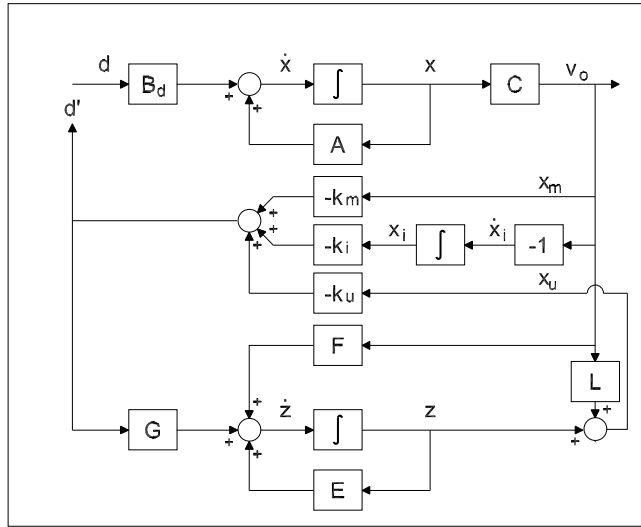 d
B_d
ẋ
∫
x
C
v_o
d'
+
+
A
-k_m
x_m
+
+
-k_i
x_i
∫
ẋ_i
-1
+
-k_u
x_u
F
L
+
+
G
+
ż
∫
z
+
+
E